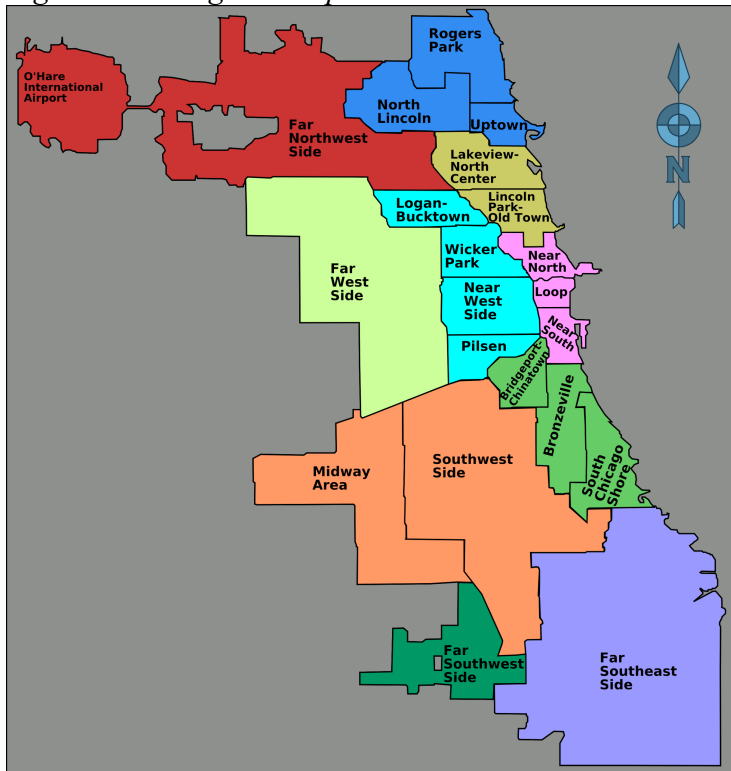 Rogers
Park
O'Hare
International
Airport
North
Lincoln
Uptown
Far
Northwest
Side
Lakeview-
North
Center
N
Logan-
Bucktown
Lincoln
Park-
Old Town
Wicker
Park
Near
North
Far
West
Side
Near
West
Side
Loop
Near
South
Pilsen
Bridgeport-
Chinatown
Bronzeville
Midway
Area
Southwest
Side
South
Chicago
Shore
Far
Southwest
Side
Far
Southeast
Side